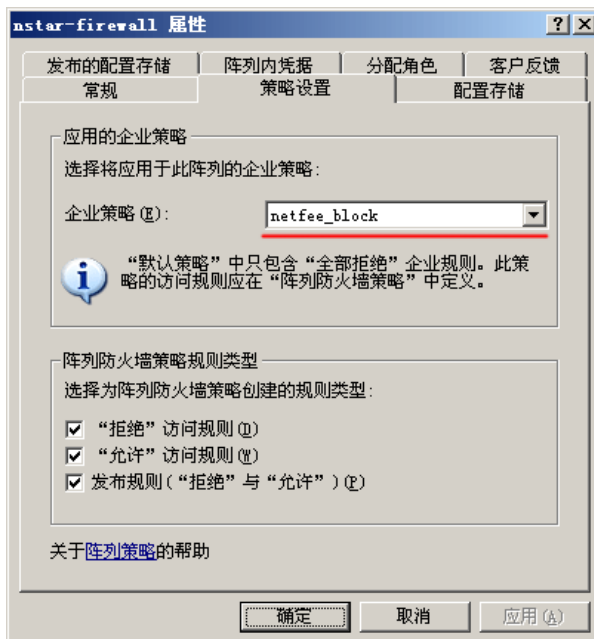 nstar-firewall 属性
发布的配置存储 阵列内凭据 分配角色 客户反馈
常规 策略设置 配置存储
应用的企业策略
选择将应用于此阵列的企业策略:
企业策略(E): netfee_block
“默认策略”中只包含“全部拒绝”企业规则。此策
略的访问规则应在“阵列防火墙策略”中定义。
阵列防火墙策略规则类型
选择为阵列防火墙策略创建的规则类型:
“拒绝”访问规则(D)
“允许”访问规则(W)
发布规则(“拒绝”与“允许”)(P)
关于阵列策略的帮助
确定 取消 应用(A)